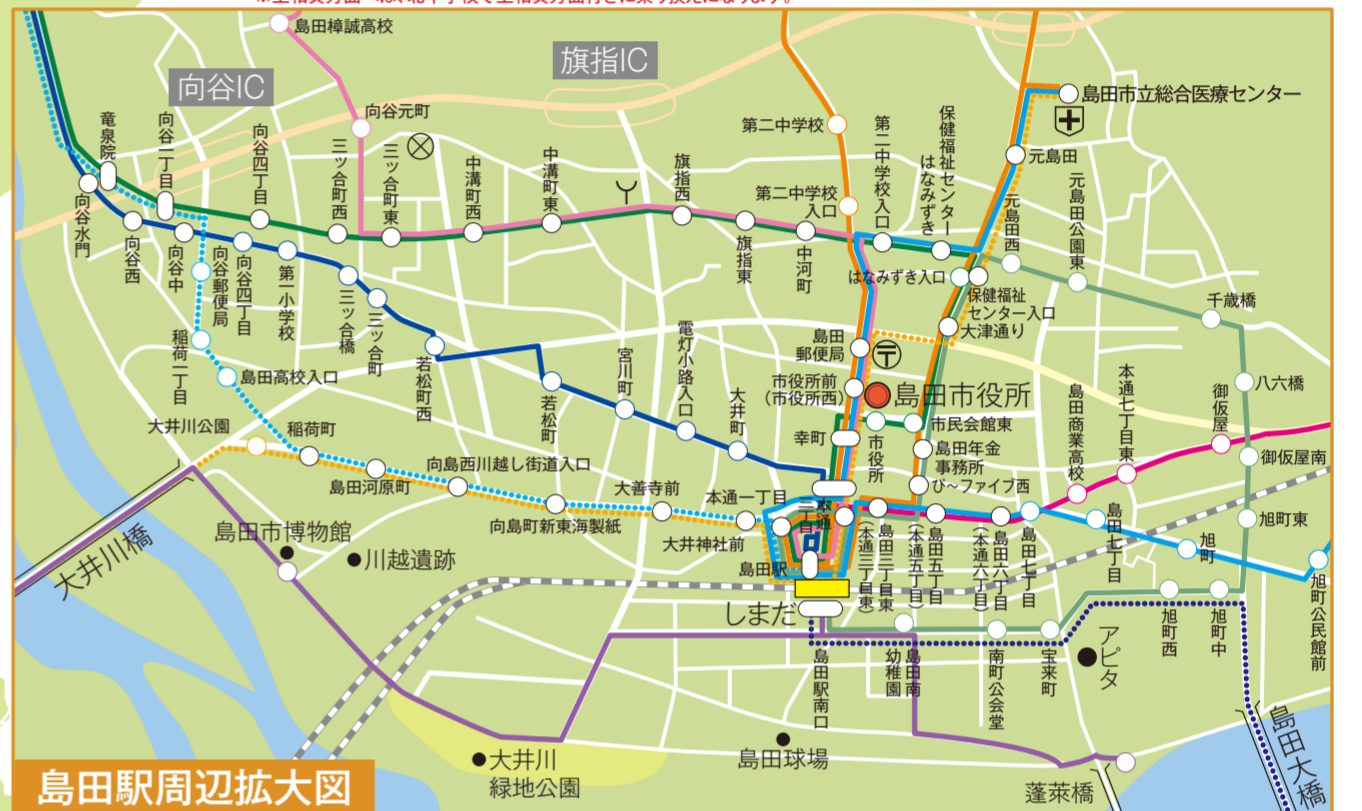 島田樟誠高校
旗指IC
向谷IC
島田市立総合医療センター
竜泉院
向谷一丁目
向谷四丁目
向谷元町
三ッ合町西
三ッ合町東
中溝町西
中溝町東
旗指西
旗指東
中河町
第二中学校
第二中学校
入口
第二中学校入口
保健福祉センター
はなみずき
元島田
元島田西
元島田公園東
はなみずき入口
保健福祉
センター入口
大津通り
千歳橋
八六橋
向谷水門
向谷西
向谷中
向谷郵便局
向谷四丁目
第一小学校
三ッ合橋
三ッ合町
若松町西
若松町
宮川町
電灯小路入口
大井町
島田
郵便局
市役所前
(市役所西)
島田市役所
幸町
市役所
市民会館東
島田年金
事務所
び〜ファイブ西
島田商業高校
本通七丁目東
御仮屋
御仮屋南
旭町東
稲荷一丁目
島田高校入口
大井川公園
稲荷町
島田河原町
向島西川越し街道入口
向島町新東海製紙
大善寺前
本通一丁目
大井神社前
島田駅
しまだ
島田三丁目東
(本通三丁目東)
島田五丁目
(本通五丁目)
島田六丁目
(本通六丁目)
島田七丁目
島田七丁目
旭町
旭町公民館前
旭町西
旭町中
大井川橋
島田市博物館
川越遺跡
島田駅南口
島田南
幼稚園
南町公会堂
宝来町
アピタ
大井川
緑地公園
島田球場
蓬萊橋
島田大橋
島田駅周辺拡大図